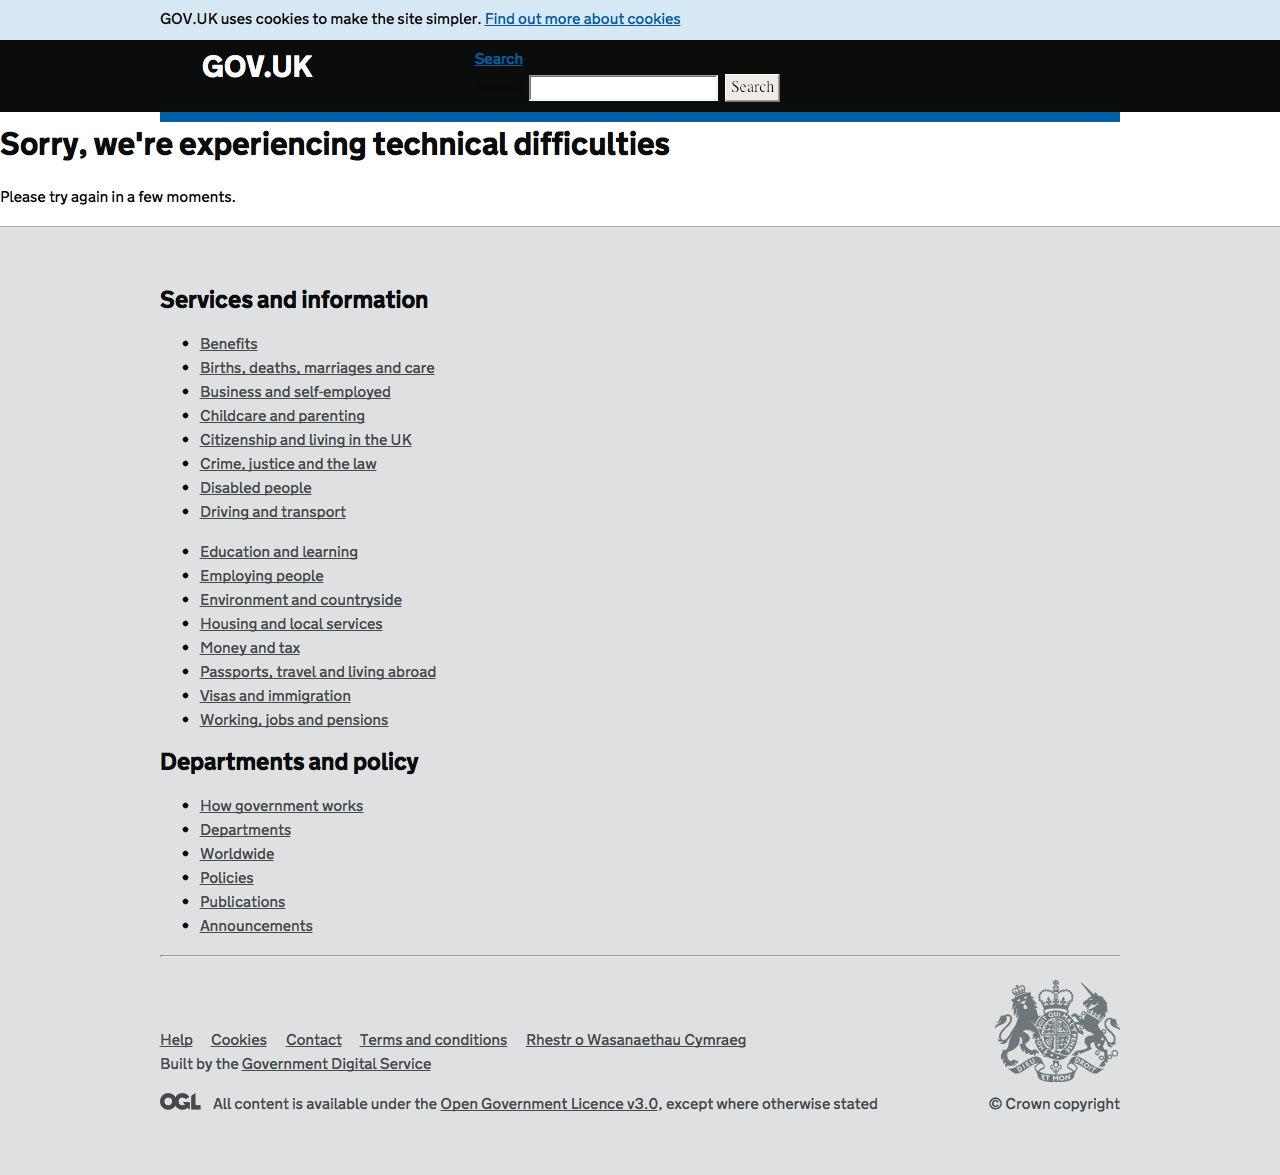 GOV.UK uses cookies to make the site simpler. Find out more about cookies
GOV.UK
Search
Search
Sorry, we're experiencing technical difficulties
Please try again in a few moments.
Services and information
Benefits
Births, deaths, marriages and care
Business and self-employed
Childcare and parenting
Citizenship and living in the UK
Crime, justice and the law
Disabled people
Driving and transport
Education and learning
Employing people
Environment and countryside
Housing and local services
Money and tax
Passports, travel and living abroad
Visas and immigration
Working, jobs and pensions
Departments and policy
How government works
Departments
Worldwide
Policies
Publications
Announcements
Help Cookies Contact Terms and conditions Rhestr o Wasanaethau Cymraeg
Built by the Government Digital Service
OGL All content is available under the Open Government Licence v3.0, except where otherwise stated
DIEU ET MON DROIT
© Crown copyright